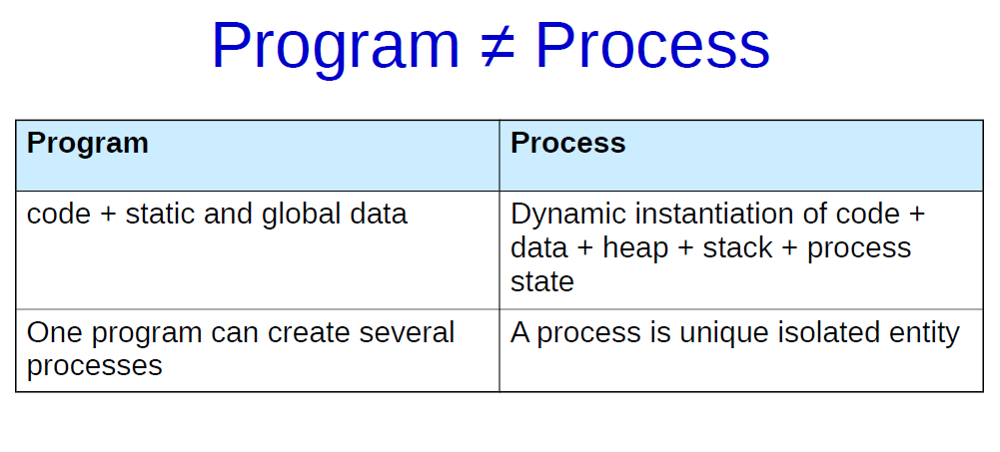 Program ≠ Process
Program
Process
code + static and global data
Dynamic instantiation of code +
data + heap + stack + process
state
One program can create several
processes
A process is unique isolated entity